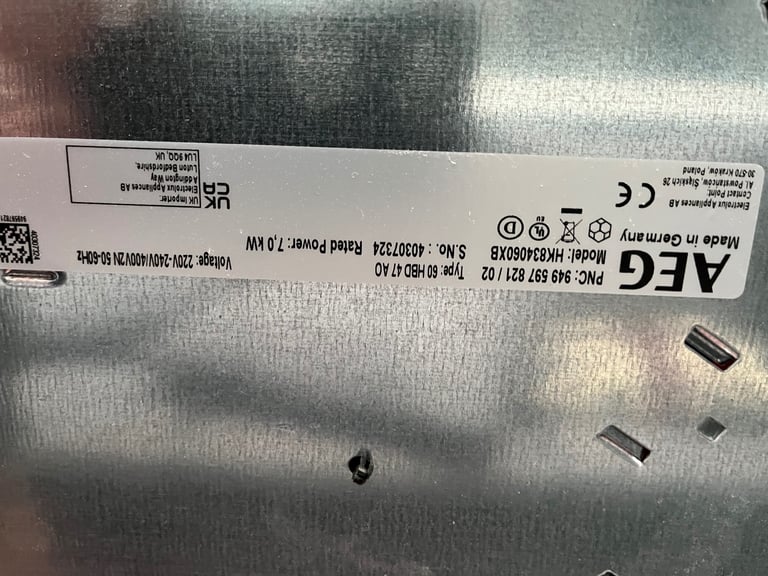 AEG
Made in Germany
PNC: 949 597 821 / 02
Model: HK834060XB
D
CE
Electrolux Appliances AB
Contact Point:
Al. Powstańców, Śląskich 26
30-570 Kraków, Poland
Type: 60 HBD 47 AO
S.No. : 40307324 Rated Power: 7,0 kW
Voltage: 220V-240V/400V2N 50-60Hz
UK
CA
UK Importer:
Electrolux Appliances AB
Addington Way
Luton Bedfordshire,
LU4 9QQ, UK
40307324